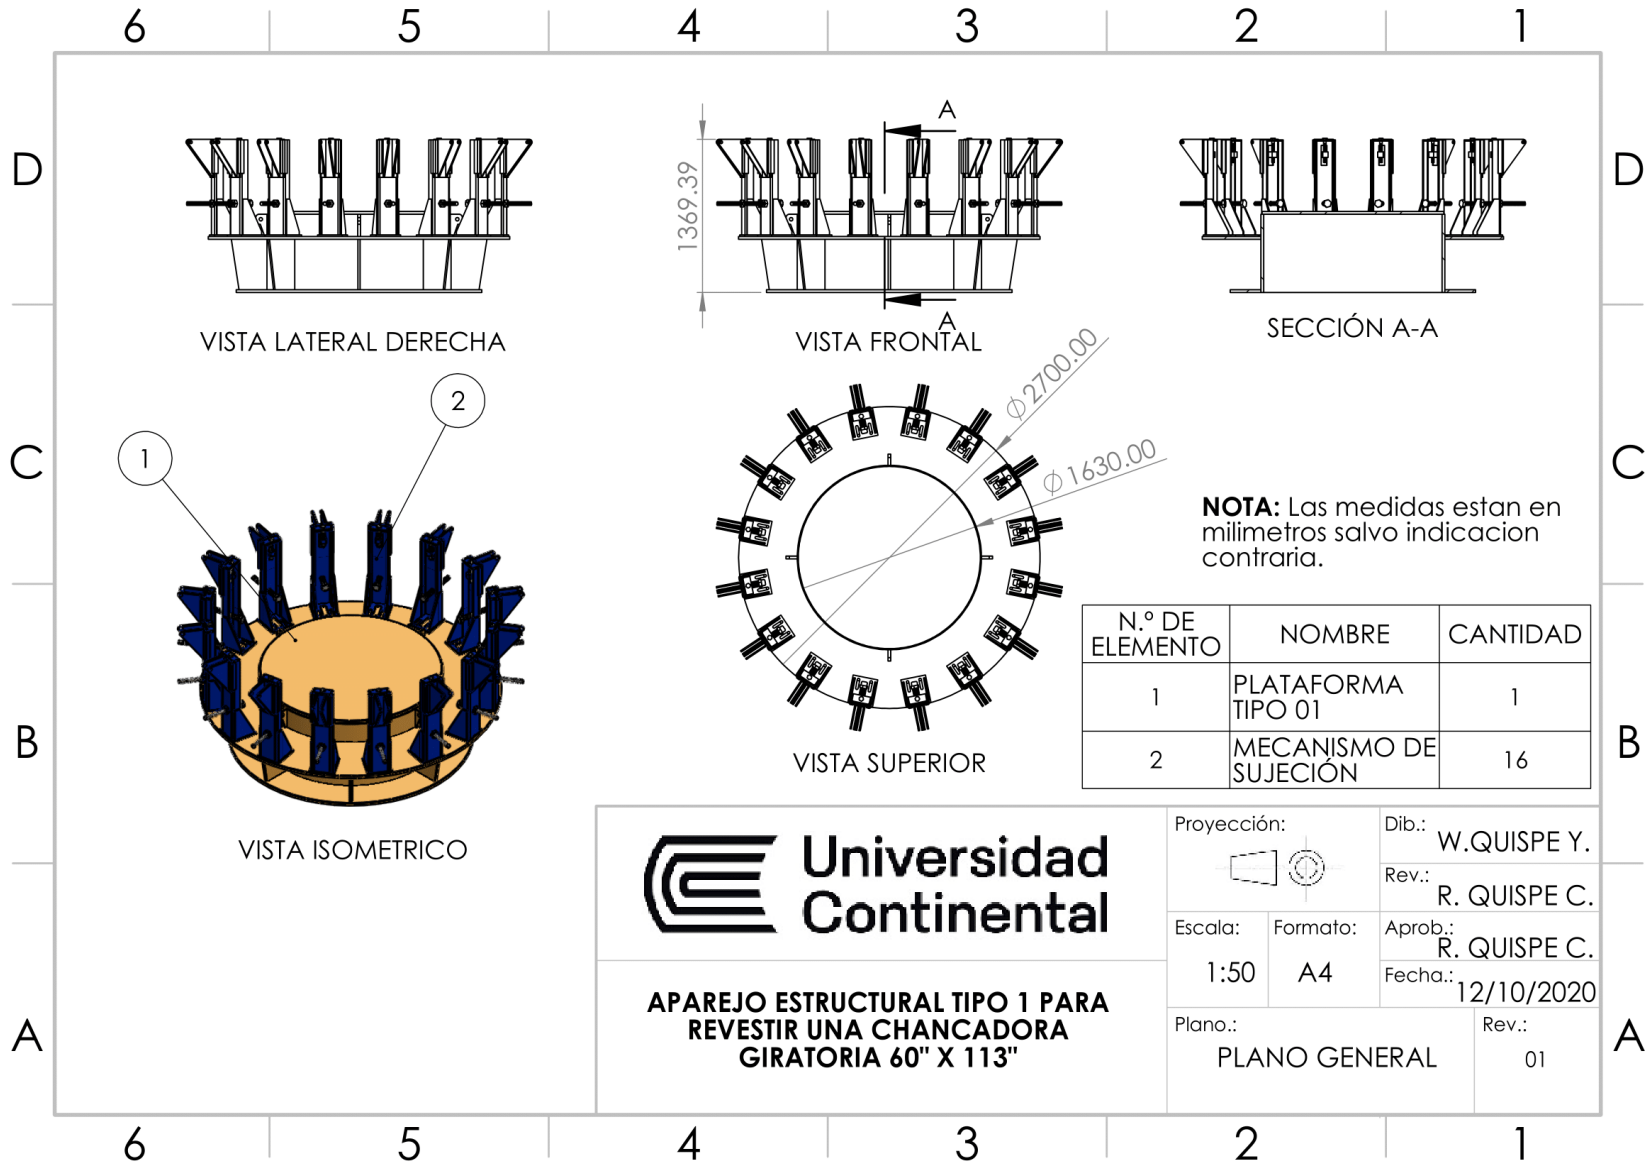 6 5 4 3 2 1
D D
C C
B B
A A
1369.39
A
A
VISTA LATERAL DERECHA
VISTA FRONTAL
SECCIÓN A-A
2
1
∅2700.00
∅1630.00
NOTA: Las medidas estan en
milimetros salvo indicacion
contraria.
VISTA SUPERIOR
VISTA ISOMETRICO
N.º DE
ELEMENTO
NOMBRE
CANTIDAD
1
PLATAFORMA
TIPO 01
1
2
MECANISMO DE
SUJECIÓN
16
Universidad
Continental
APAREJO ESTRUCTURAL TIPO 1 PARA
REVESTIR UNA CHANCADORA
GIRATORIA 60" X 113"
Proyección:
Dib.: W.QUISPE Y.
Rev.: R. QUISPE C.
Escala: 1:50
Formato: A4
Aprob.: R. QUISPE C.
Fecha.: 12/10/2020
Plano.: PLANO GENERAL
Rev.: 01
6 5 4 3 2 1